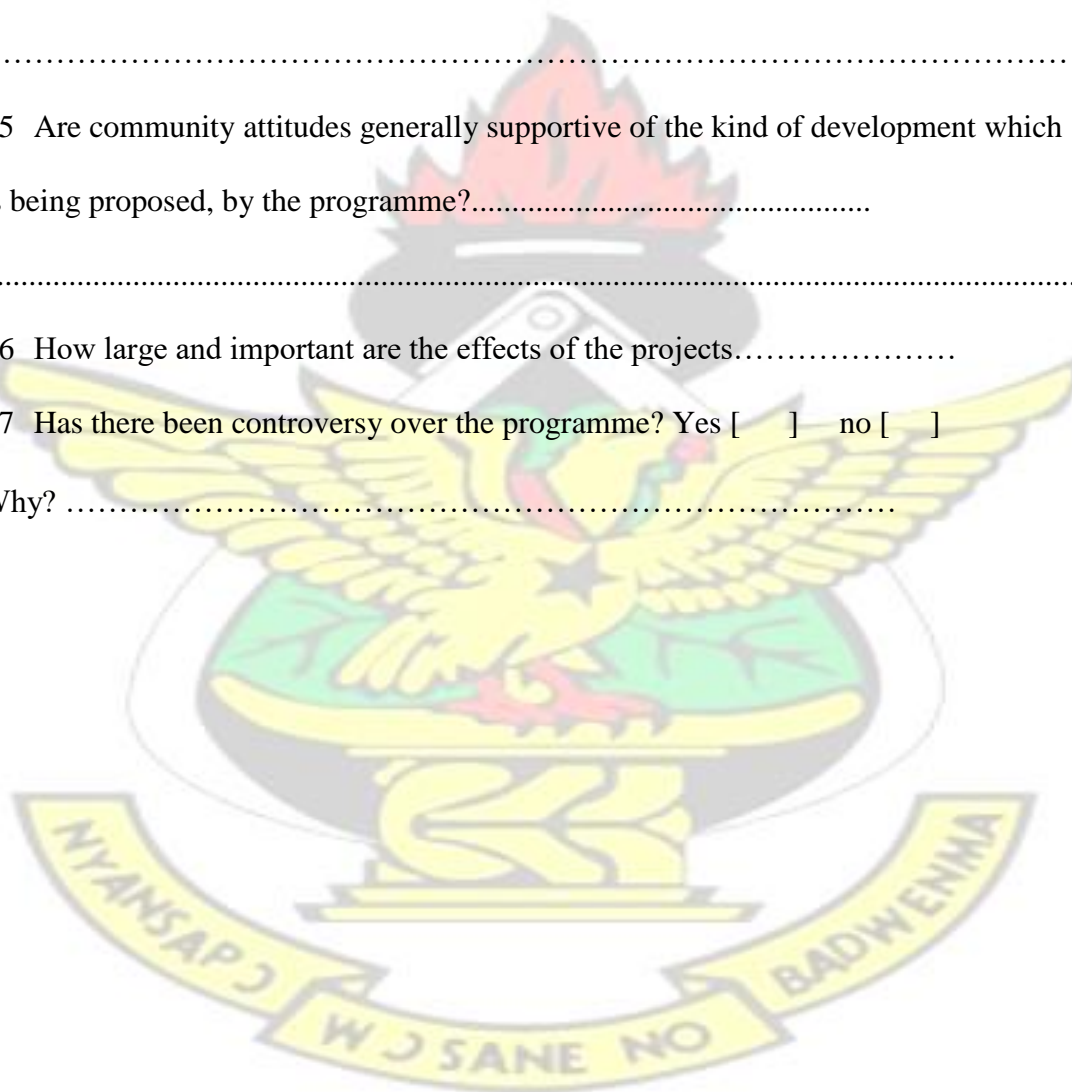 ……………………………………………………………………………………………
5 Are community attitudes generally supportive of the kind of development which
being proposed, by the programme?.................................................
....................................................................................................................................
6 How large and important are the effects of the projects…………………
7 Has there been controversy over the programme? Yes [ ] no [ ]
Why? ……………………………………………………………………
NYANSAPƆ
WƆSANE NO
BADWENMA